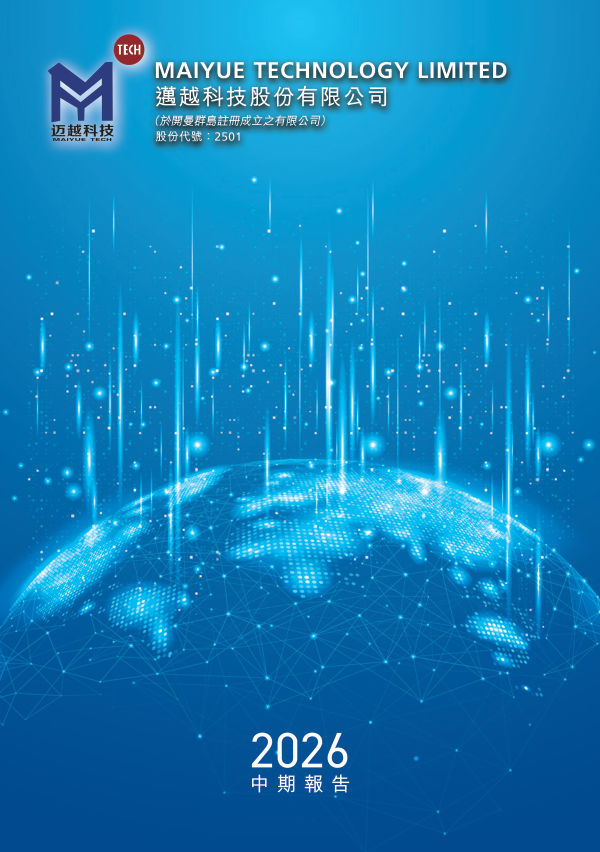 TECH
迈越科技
MAIYUE TECH
MAIYUE TECHNOLOGY LIMITED
邁越科技股份有限公司
（於開曼群島註冊成立之有限公司）
股份代號：2501
2026
中期報告